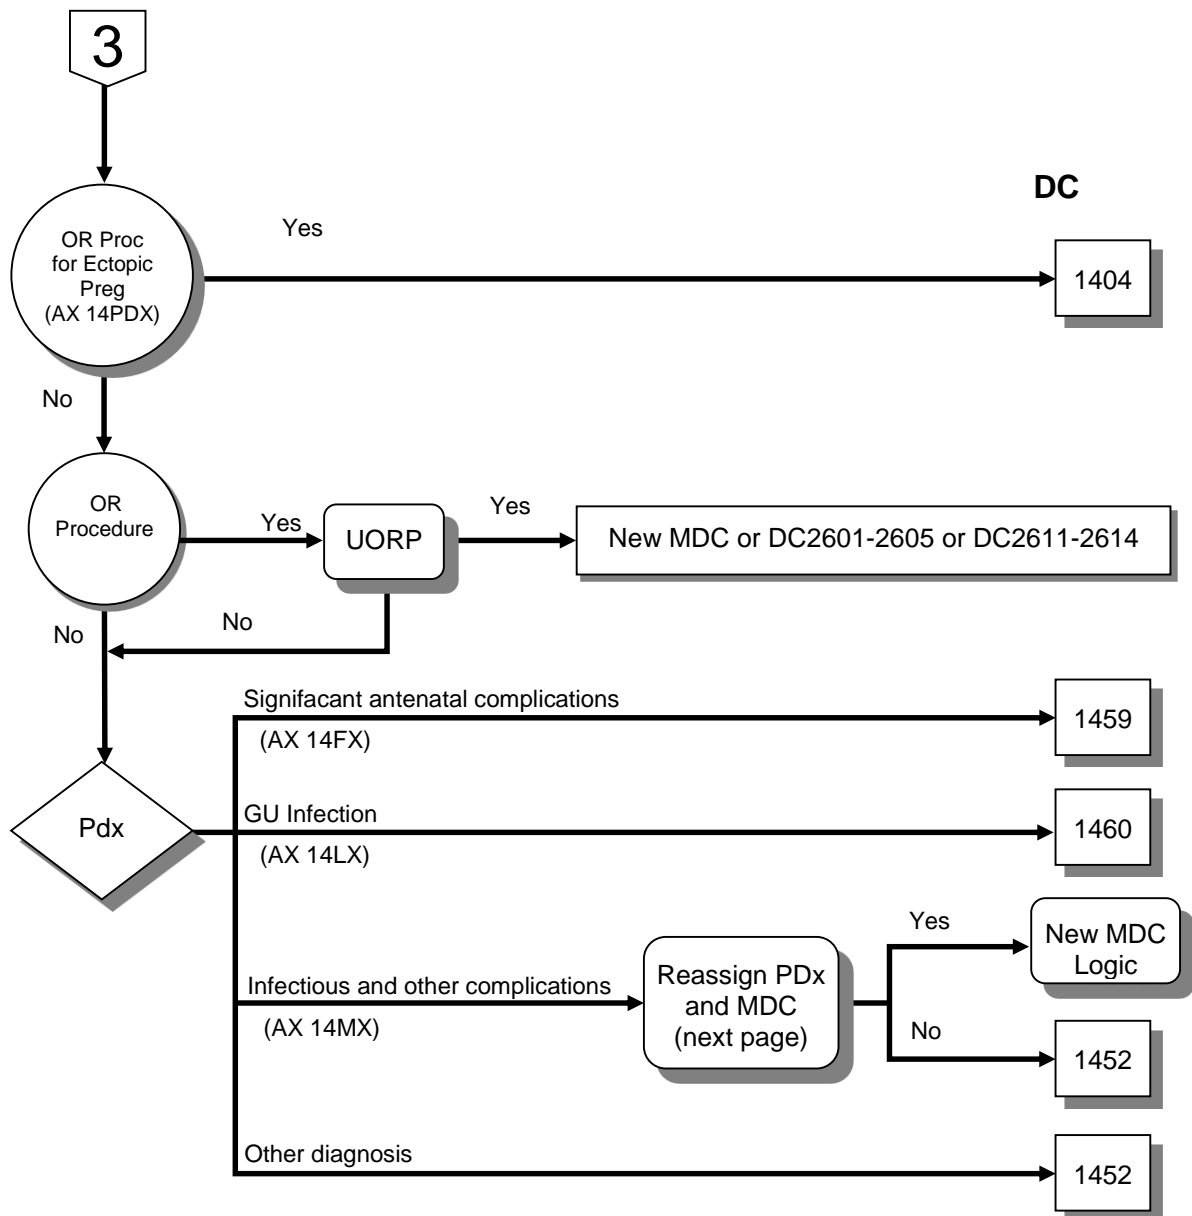 3
DC
OR Proc
for Ectopic
Preg
(AX 14PDX)
Yes
1404
No
OR
Procedure
Yes
UORP
Yes
New MDC or DC2601-2605 or DC2611-2614
No
No
Signifacant antenatal complications
(AX 14FX)
1459
Pdx
GU Infection
(AX 14LX)
1460
Infectious and other complications
(AX 14MX)
Reassign PDx
and MDC
(next page)
Yes
New MDC
Logic
No
1452
Other diagnosis
1452